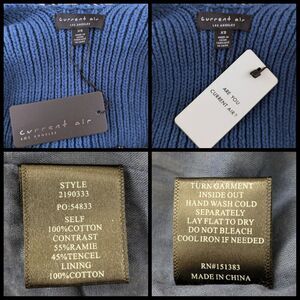 current air
LOS ANGELES
XS
current air
LOS ANGELES
current air
LOS ANGELES
XS
ARE YOU
CURRENT AIR?
STYLE
2190333
PO:54833
SELF
100%COTTON
CONTRAST
55%RAMIE
45%TENCEL
LINING
100%COTTON
TURN GARMENT
INSIDE OUT
HAND WASH COLD
SEPARATELY
LAY FLAT TO DRY
DO NOT BLEACH
COOL IRON IF NEEDED
RN#151383
MADE IN CHINA